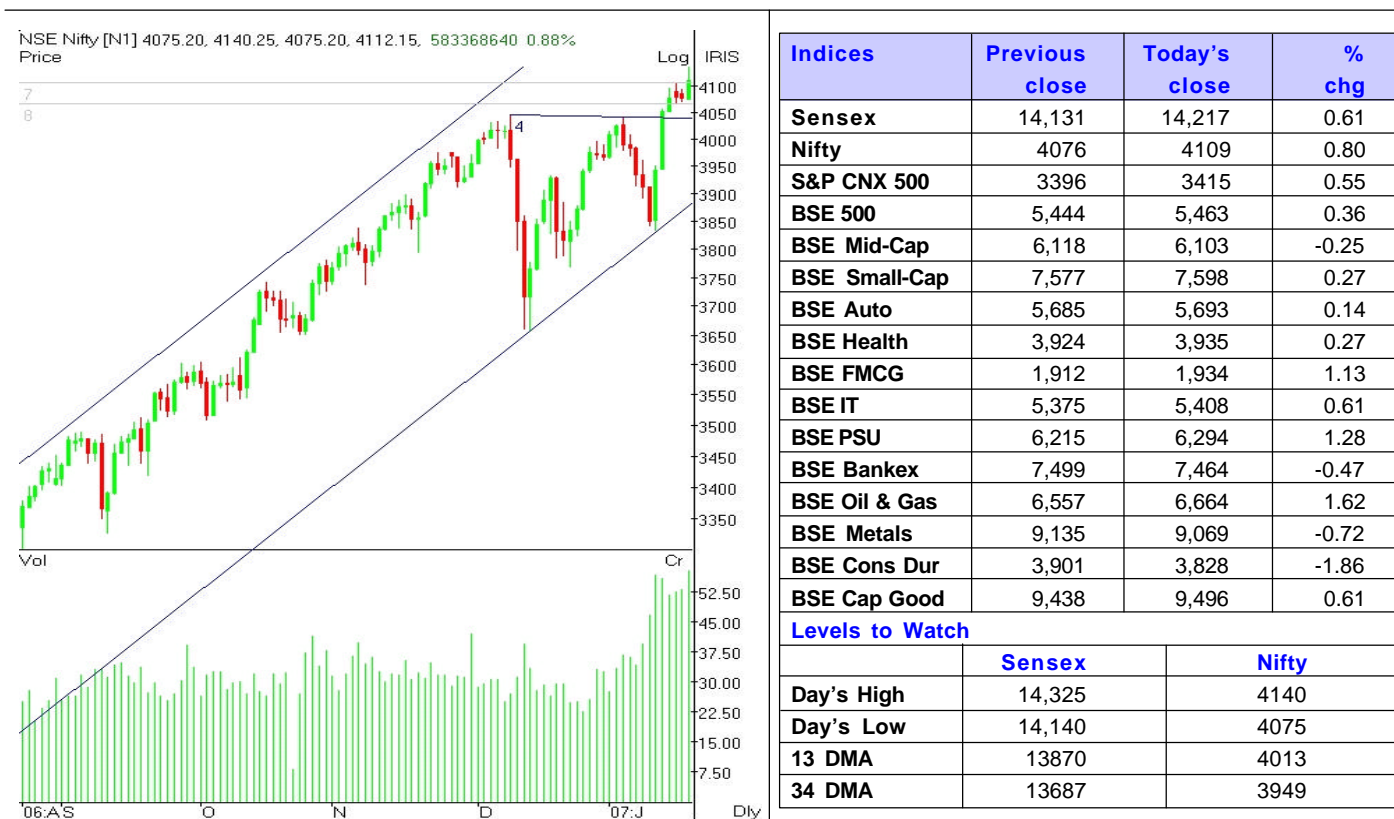 NSE Nifty [N1] 4075.20, 4140.25, 4075.20, 4112.15, 583368640 0.88%
Price Log IRIS
7
8
4
4100
4050
4000
3950
3900
3850
3800
3750
3700
3650
3600
3550
3500
3450
3400
3350
Vol Cr
52.50
45.00
37.50
30.00
22.50
15.00
7.50
'06:A'S O N D '07:J Dly
Indices Previous close Today's close % chg
Sensex 14,131 14,217 0.61
Nifty 4076 4109 0.80
S&P CNX 500 3396 3415 0.55
BSE 500 5,444 5,463 0.36
BSE Mid-Cap 6,118 6,103 -0.25
BSE Small-Cap 7,577 7,598 0.27
BSE Auto 5,685 5,693 0.14
BSE Health 3,924 3,935 0.27
BSE FMCG 1,912 1,934 1.13
BSE IT 5,375 5,408 0.61
BSE PSU 6,215 6,294 1.28
BSE Bankex 7,499 7,464 -0.47
BSE Oil & Gas 6,557 6,664 1.62
BSE Metals 9,135 9,069 -0.72
BSE Cons Dur 3,901 3,828 -1.86
BSE Cap Good 9,438 9,496 0.61
Levels to Watch
Sensex Nifty
Day's High 14,325 4140
Day's Low 14,140 4075
13 DMA 13870 4013
34 DMA 13687 3949